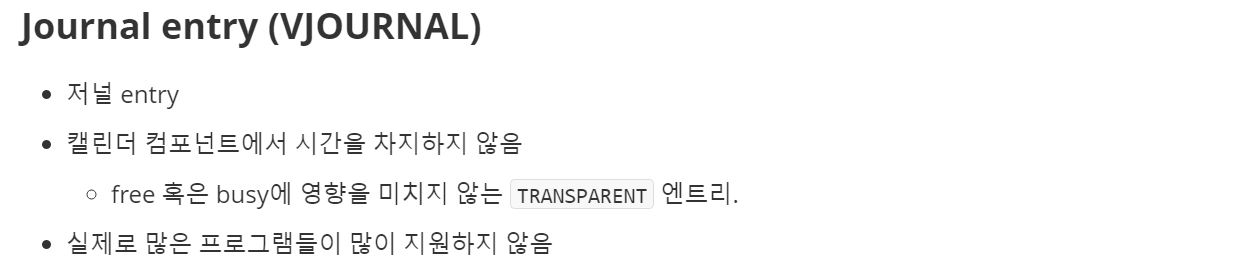 Journal entry (VJOURNAL)
저널 entry
캘린더 컴포넌트에서 시간을 차지하지 않음
free 혹은 busy에 영향을 미치지 않는 TRANSPARENT 엔트리.
실제로 많은 프로그램들이 많이 지원하지 않음